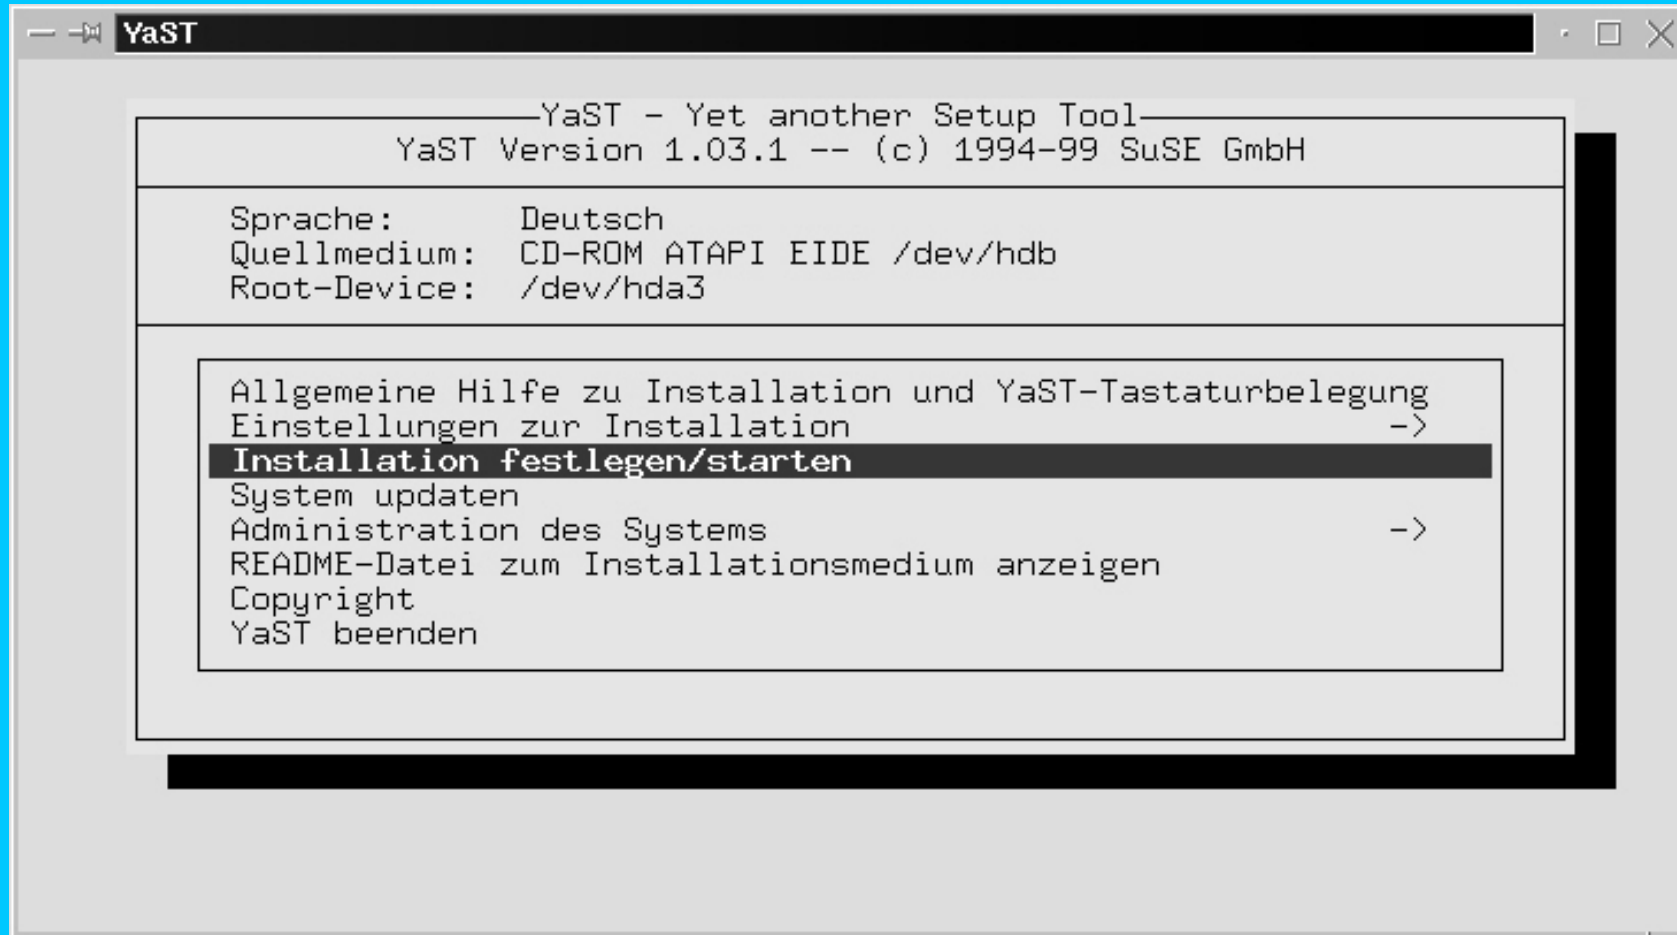 YaST
YaST - Yet another Setup Tool
YaST Version 1.03.1 -- (c) 1994-99 SuSE GmbH
Sprache: Deutsch
Quellmedium: CD-ROM ATAPI EIDE /dev/hdb
Root-Device: /dev/hda3
Allgemeine Hilfe zu Installation und YaST-Tastaturbelegung
Einstellungen zur Installation ->
Installation festlegen/starten
System updaten
Administration des Systems ->
README-Datei zum Installationsmedium anzeigen
Copyright
YaST beenden